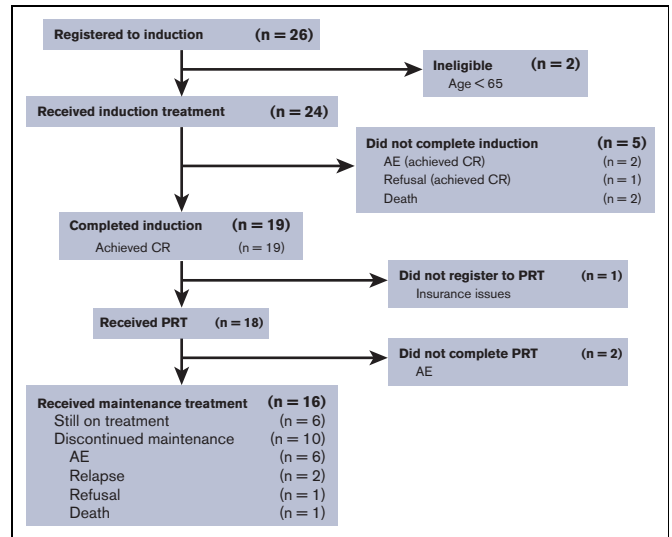 Registered to induction (n = 26)
Ineligible (n = 2)
Age < 65
Received induction treatment (n = 24)
Did not complete induction (n = 5)
AE (achieved CR) (n = 2)
Refusal (achieved CR) (n = 1)
Death (n = 2)
Completed induction (n = 19)
Achieved CR (n = 19)
Did not register to PRT (n = 1)
Insurance issues
Received PRT (n = 18)
Did not complete PRT (n = 2)
AE
Received maintenance treatment (n = 16)
Still on treatment (n = 6)
Discontinued maintenance (n = 10)
AE (n = 6)
Relapse (n = 2)
Refusal (n = 1)
Death (n = 1)